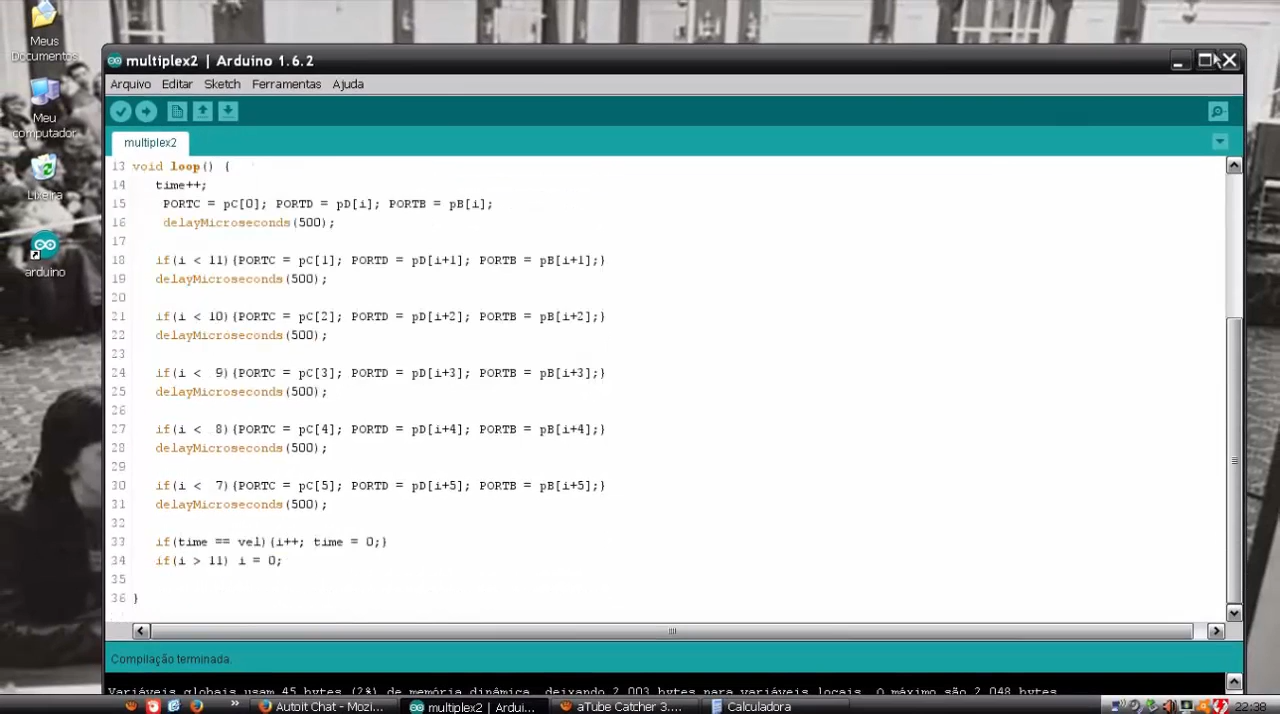 Meus
Documentos
Meu
computador
Lixeira
arduino
multiplex2 | Arduino 1.6.2
Arquivo Editar Sketch Ferramentas Ajuda
multiplex2
13 void loop() {
14 time++;
15 PORTC = pC[0]; PORTD = pD[i]; PORTB = pB[i];
16 delayMicroseconds(500);
17
18 if(i < 11){PORTC = pC[1]; PORTD = pD[i+1]; PORTB = pB[i+1];}
19 delayMicroseconds(500);
20
21 if(i < 10){PORTC = pC[2]; PORTD = pD[i+2]; PORTB = pB[i+2];}
22 delayMicroseconds(500);
23
24 if(i <  9){PORTC = pC[3]; PORTD = pD[i+3]; PORTB = pB[i+3];}
25 delayMicroseconds(500);
26
27 if(i <  8){PORTC = pC[4]; PORTD = pD[i+4]; PORTB = pB[i+4];}
28 delayMicroseconds(500);
29
30 if(i <  7){PORTC = pC[5]; PORTD = pD[i+5]; PORTB = pB[i+5];}
31 delayMicroseconds(500);
32
33 if(time == vel){i++; time = 0;}
34 if(i > 11) i = 0;
35
36 }
Compilação terminada.
Variáveis globais usam 45 bytes (2%) de memória dinâmica, deixando 2.003 bytes para variáveis locais. O máximo são 2.048 bytes.
Autoit Chat - Mozi... multiplex2 | Ardui... aTube Catcher 3.... Calculadora 22:38